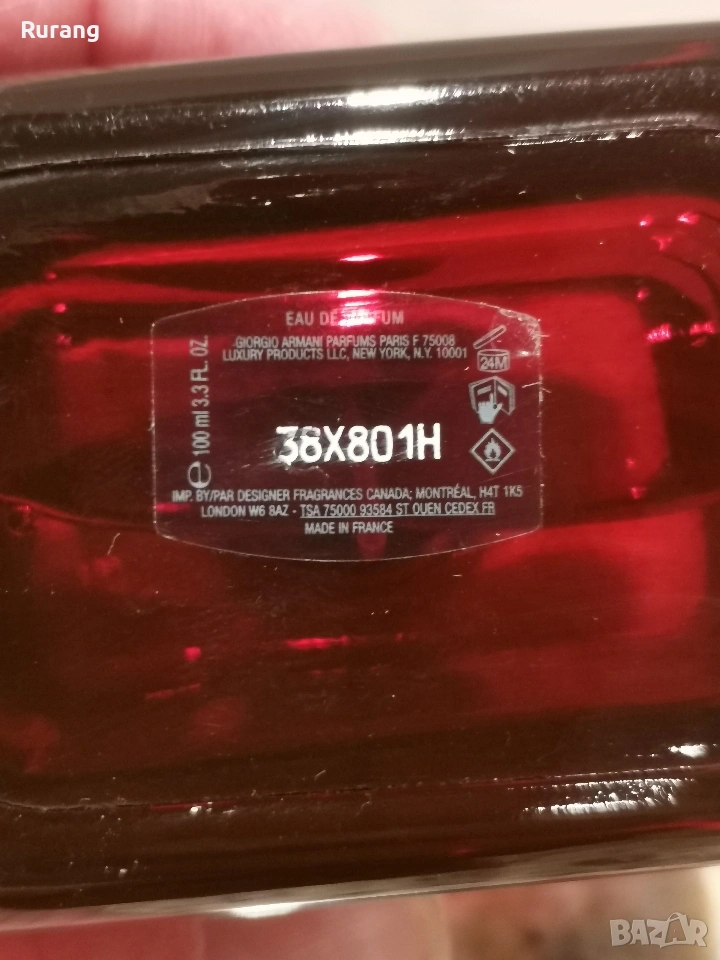 Rurang
EAU DE PARFUM
GIORGIO ARMANI PARFUMS PARIS F 75008
LUXURY PRODUCTS LLC, NEW YORK, N.Y. 10001
24M
e 100 ml 3.3 FL. OZ.
36X801H
IMP. BY/PAR DESIGNER FRAGRANCES CANADA; MONTRÉAL, H4T 1K5
LONDON W6 8AZ - TSA 75000 93584 ST OUEN CEDEX.FR
MADE IN FRANCE
BAZAR